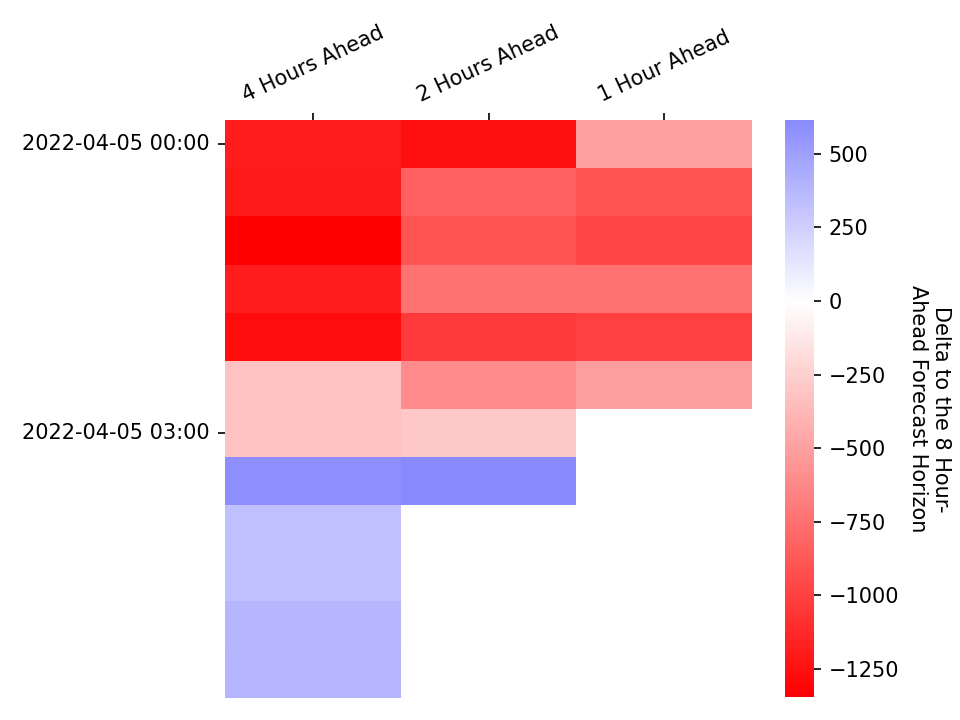 4 Hours Ahead
2 Hours Ahead
1 Hour Ahead
2022-04-05 00:00
2022-04-05 03:00
500
250
0
−250
−500
−750
−1000
−1250
Delta to the 8 Hour-
Ahead Forecast Horizon